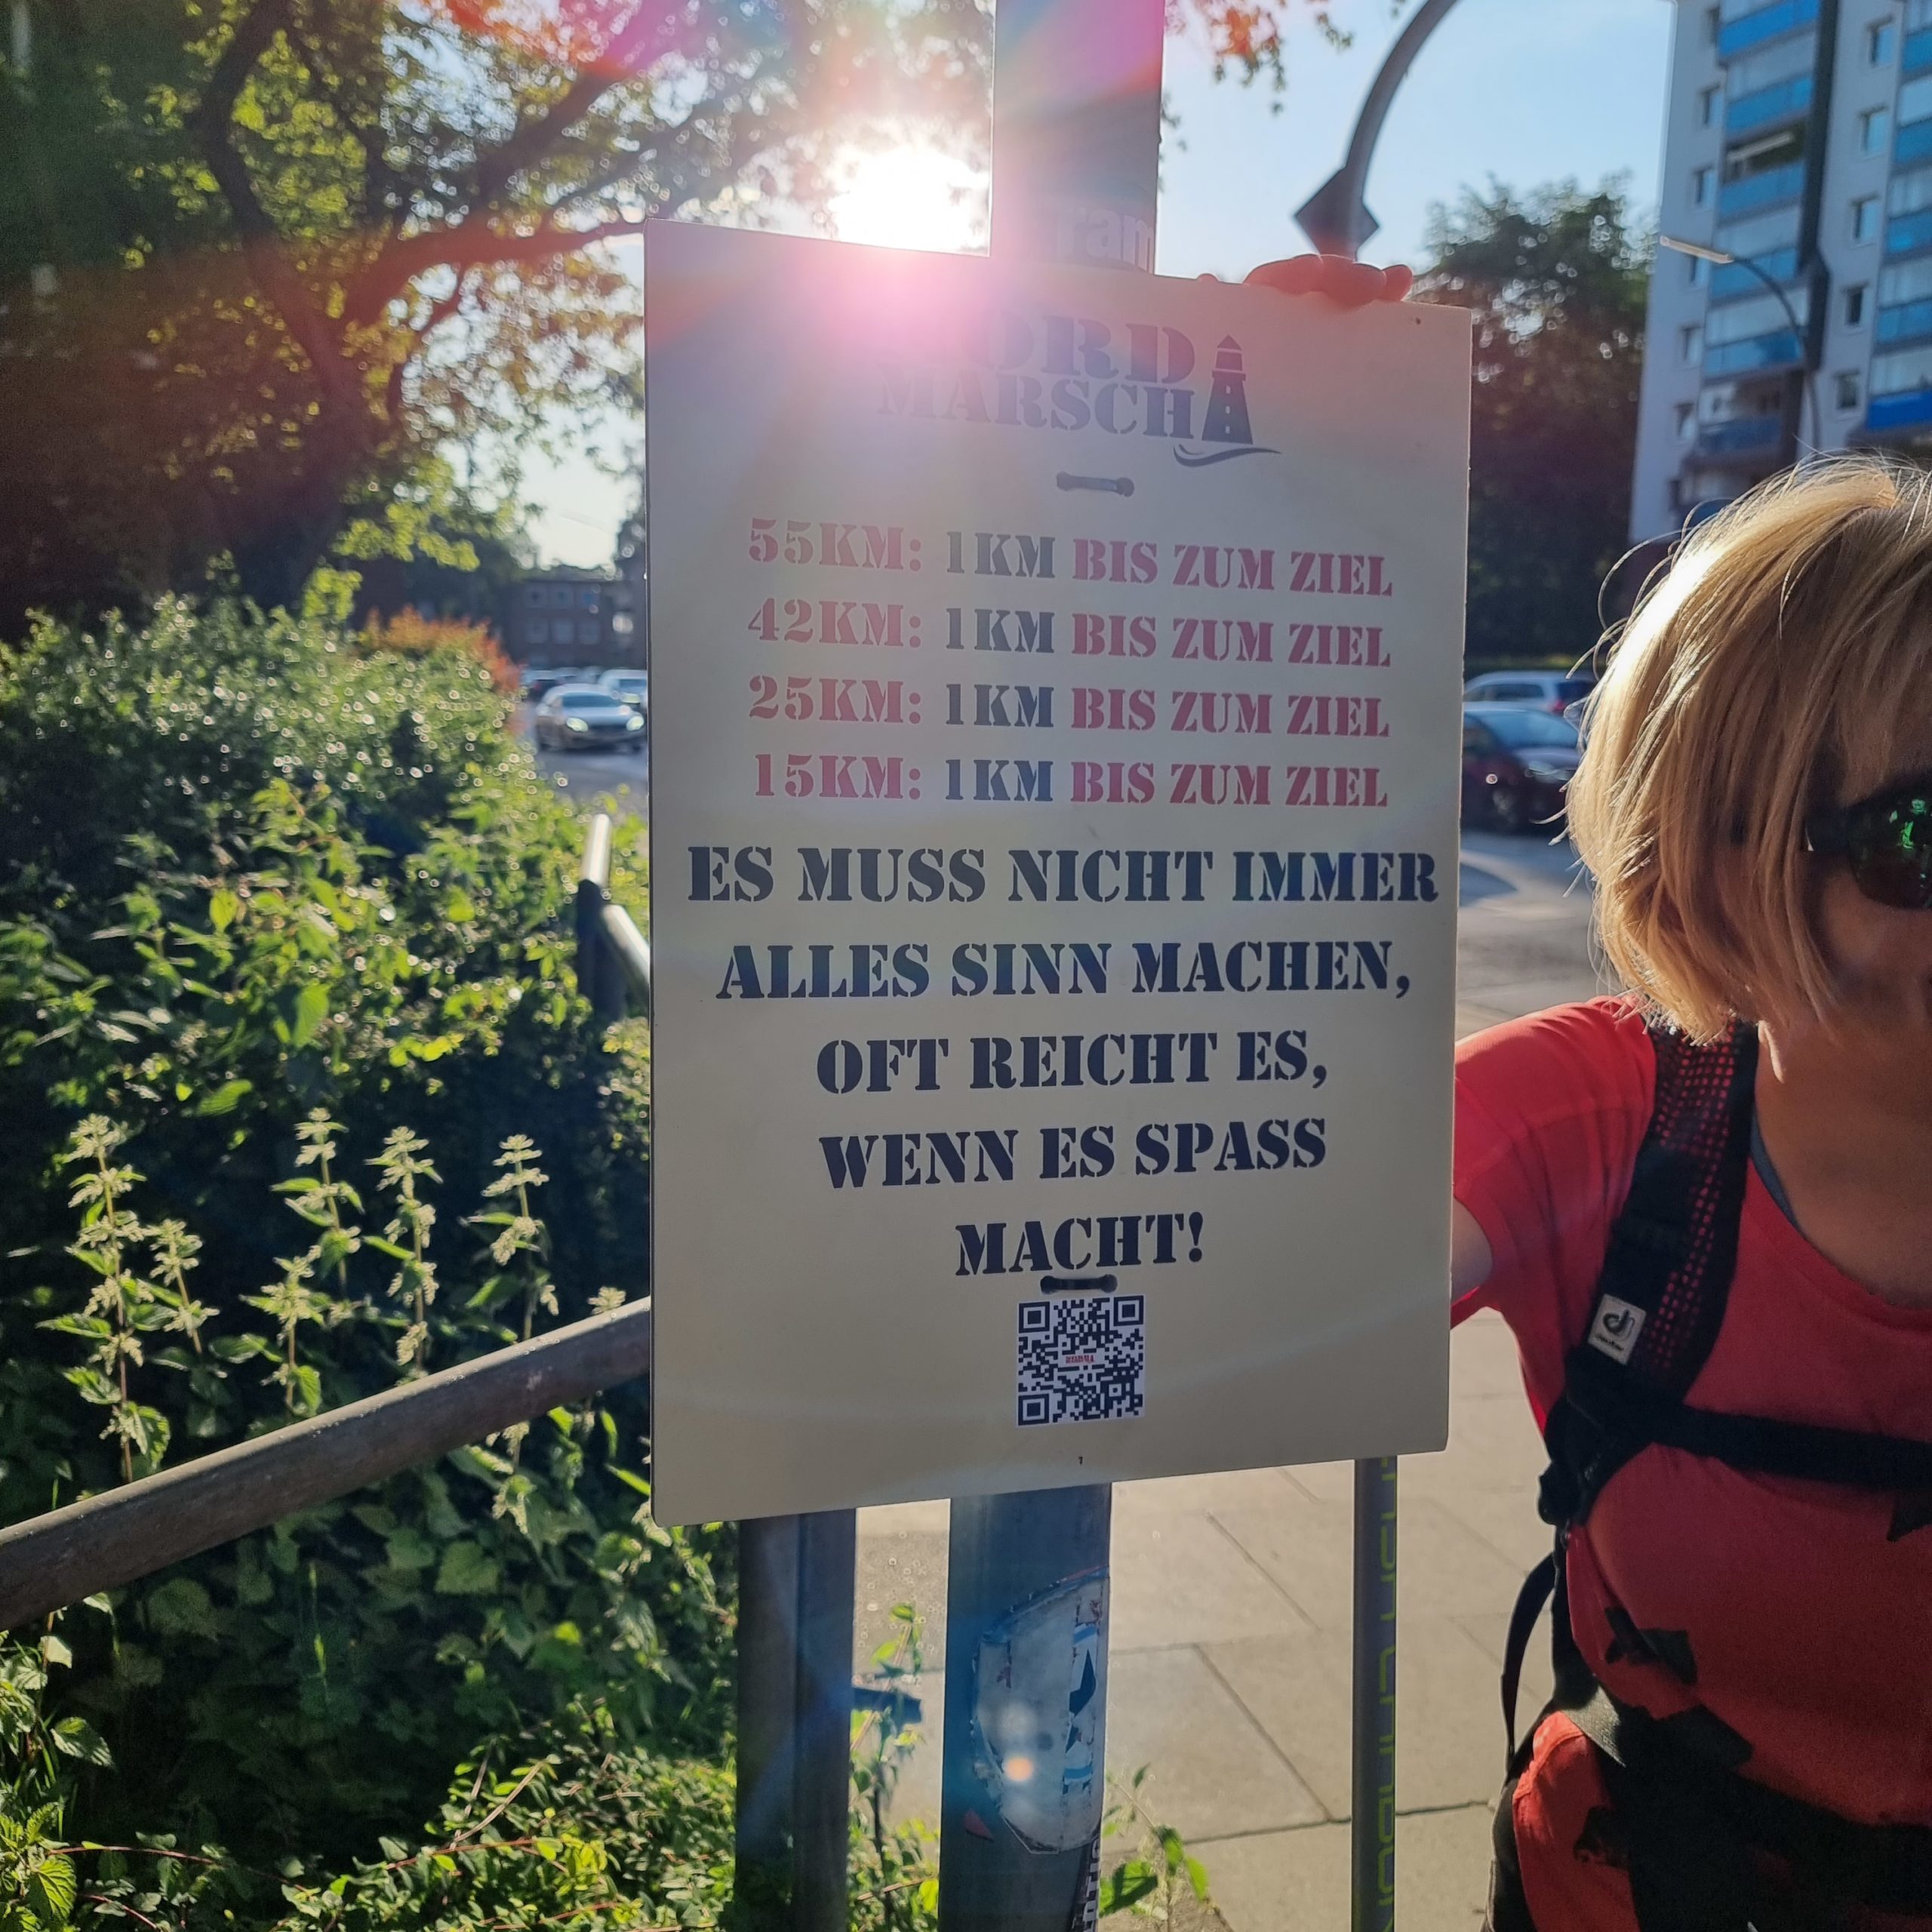 ORD
MARSCH
55KM: 1KM BIS ZUM ZIEL
42KM: 1KM BIS ZUM ZIEL
25KM: 1KM BIS ZUM ZIEL
15KM: 1KM BIS ZUM ZIEL
ES MUSS NICHT IMMER
ALLES SINN MACHEN,
OFT REICHT ES,
WENN ES SPASS
MACHT!